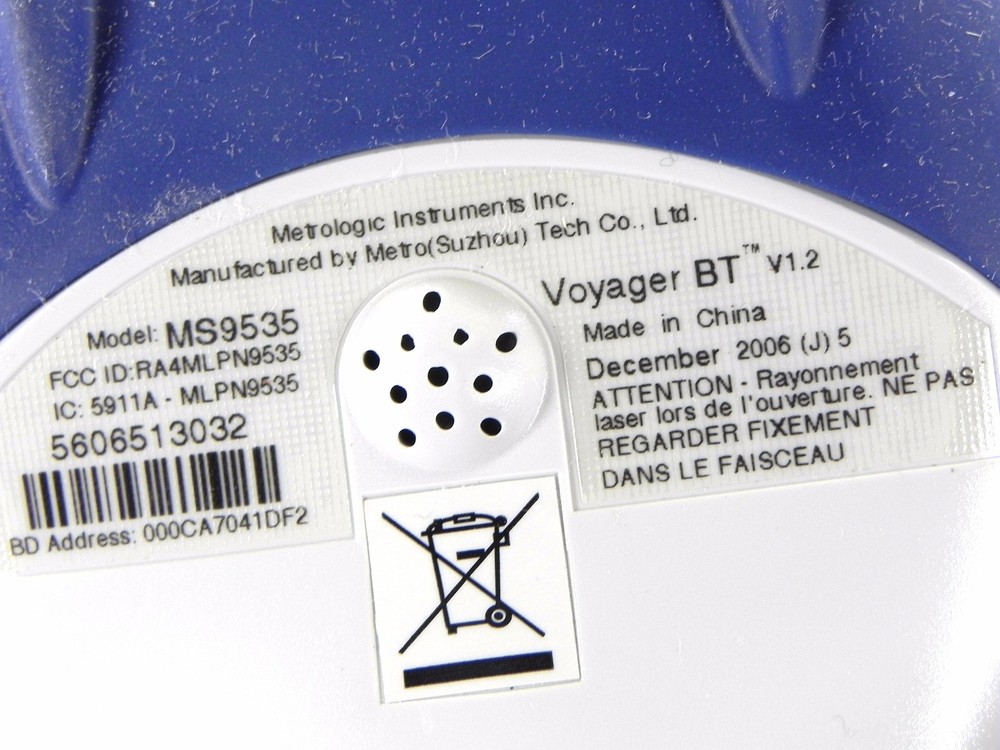 Metrologic Instruments Inc.
Manufactured by Metro(Suzhou) Tech Co., Ltd.
Model: MS9535
FCC ID:RA4MLPN9535
IC: 5911A - MLPN9535
5606513032
BD Address: 000CA7041DF2
Voyager BT™ V1.2
Made in China
December 2006 (J) 5
ATTENTION - Rayonnement
laser lors de l'ouverture. NE PAS
REGARDER FIXEMENT
DANS LE FAISCEAU